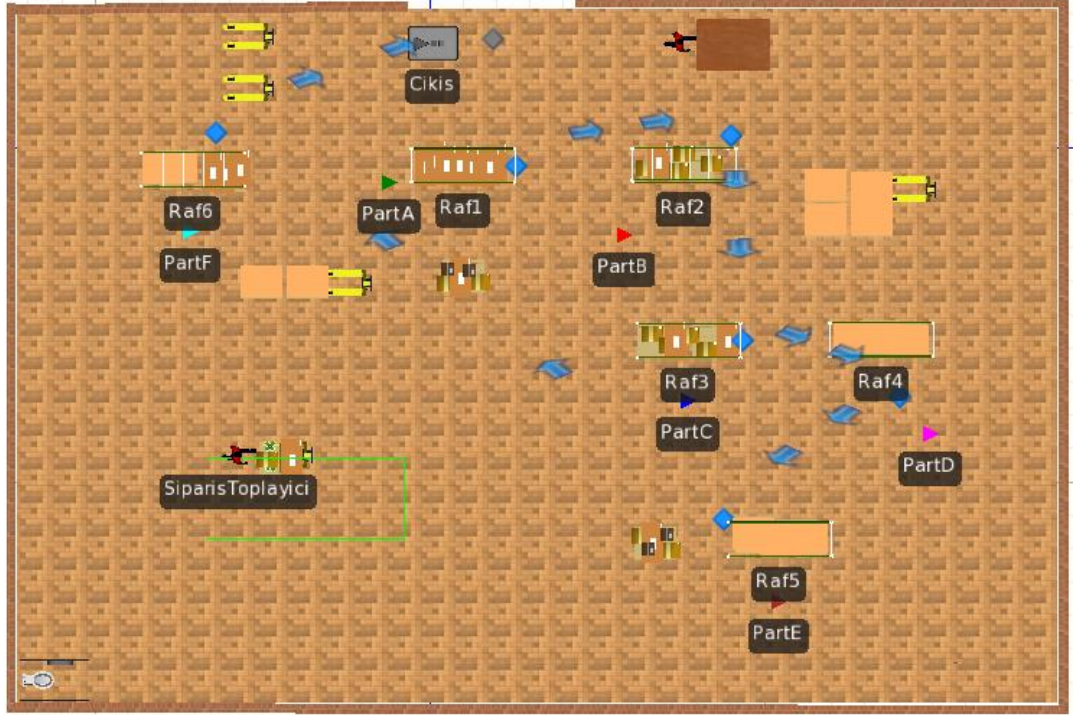 Cikis
Raf6
PartA
Raf1
Raf2
PartF
PartB
Raf3
Raf4
PartC
PartD
SiparisToplayici
Raf5
PartE